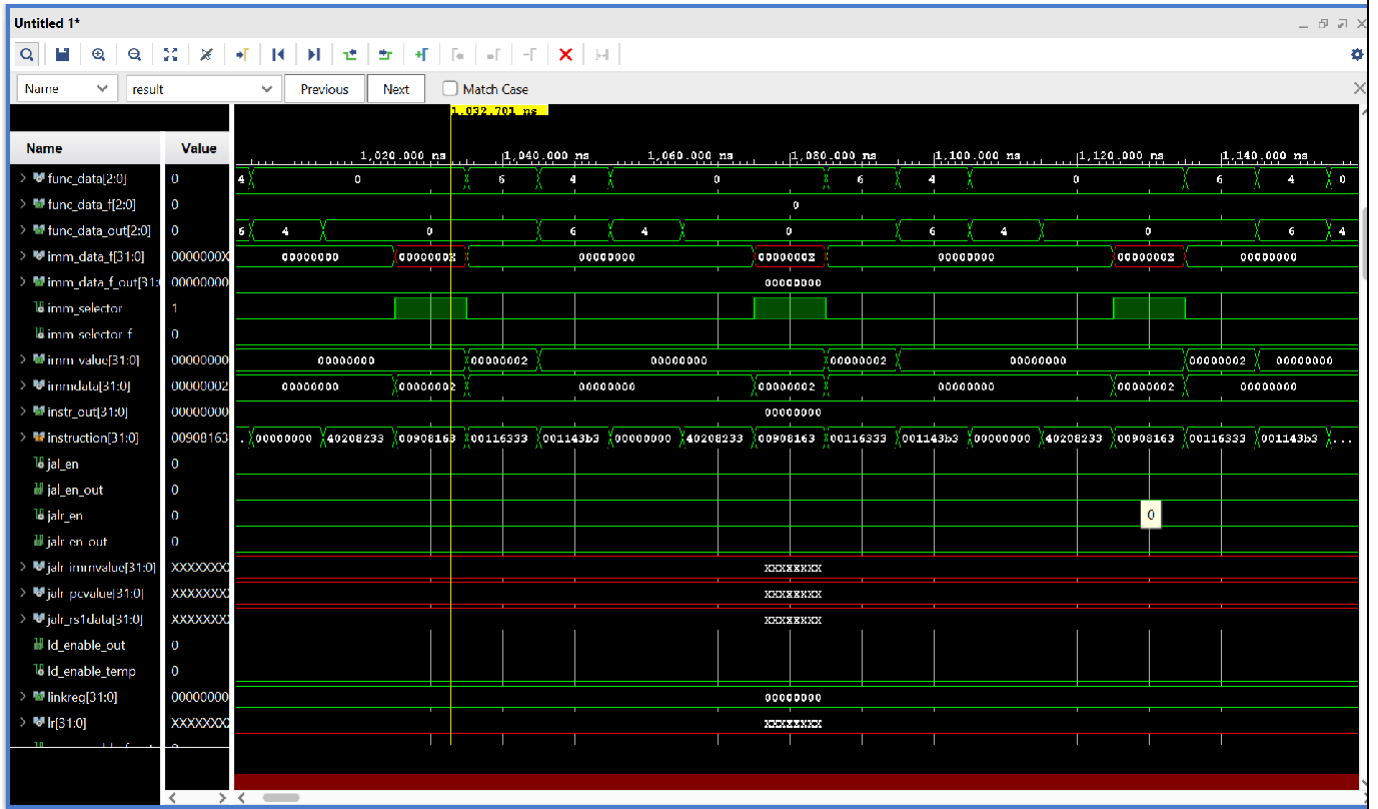 Untitled 1*
Name result Previous Next Match Case
1,032.701 ns
Name Value
1,020.000 ns 1,040.000 ns 1,060.000 ns 1,080.000 ns 1,100.000 ns 1,120.000 ns 1,140.000 ns
func_data[2:0] 0 4 0 6 4 0 6 4 0 6 4 0
func_data_f[2:0] 0 0
func_data_out[2:0] 0 6 4 0 6 4 0 6 4 0 6 4
imm_data_f[31:0] 0000000X 00000000 0000000X 00000000 0000000X 00000000 0000000X 00000000
imm_data_f_out[31:0 00000000 00000000
imm_selector 1
imm_selector_f 0
imm_value[31:0] 00000000 00000000 00000002 00000000 00000002 00000000 00000002 00000000
immdata[31:0] 00000002 00000000 00000002 00000000 00000002 00000000 00000002 00000000
instr_out[31:0] 00000000 00000000
instruction[31:0] 00908163 . 00000000 40208233 00908163 00116333 001143b3 00000000 40208233 00908163 00116333 001143b3 00000000 40208233 00908163 00116333 001143b3 ...
jal_en 0
jal_en_out 0
jalr_en 0 0
jalr_en_out 0
jalr_immvalue[31:0] XXXXXXXX XXXXXXXX
jalr_pcvalue[31:0] XXXXXXXX XXXXXXXX
jalr_rs1data[31:0] XXXXXXXX XXXXXXXX
ld_enable_out 0
ld_enable_temp 0
linkreg[31:0] 00000000 00000000
lr[31:0] XXXXXXXX XXXXXXXX